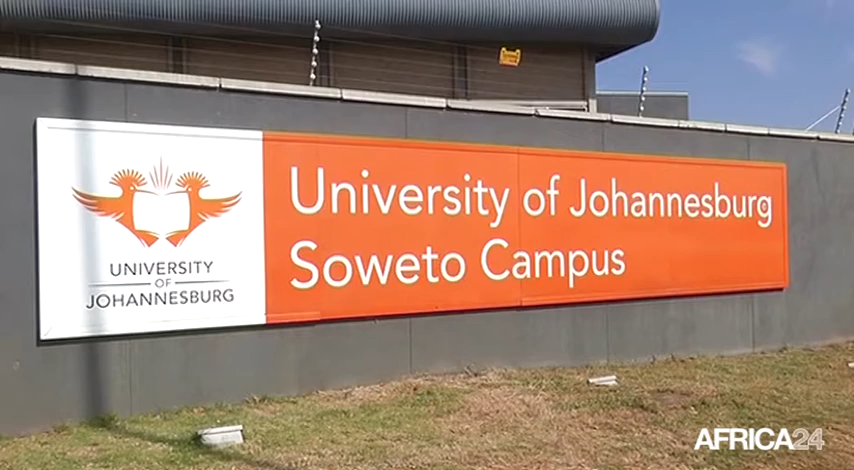 University of Johannesburg
Soweto Campus
UNIVERSITY
OF
JOHANNESBURG
AFRICA24